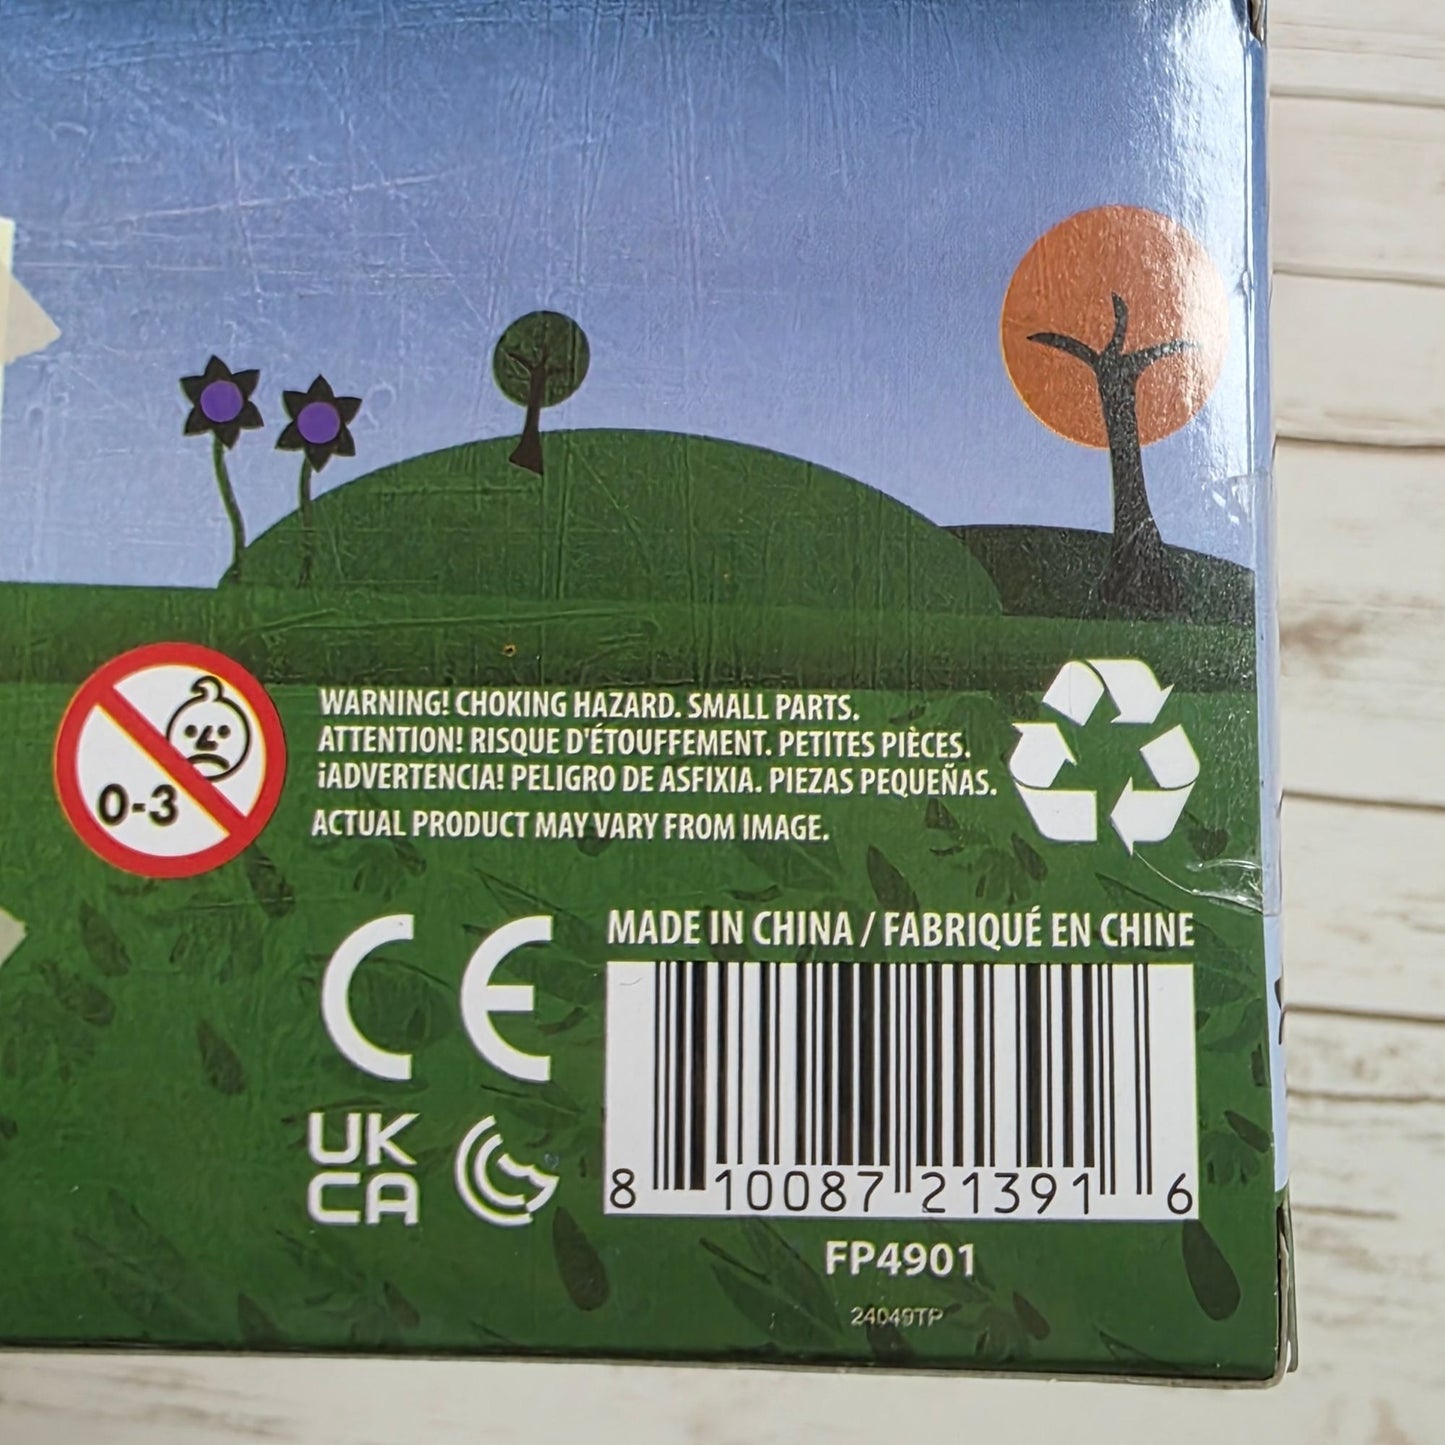 WARNING! CHOKING HAZARD. SMALL PARTS.
ATTENTION! RISQUE D'ÉTOUFFEMENT. PETITES PIÈCES.
¡ADVERTENCIA! PELIGRO DE ASFIXIA. PIEZAS PEQUEÑAS.
ACTUAL PRODUCT MAY VARY FROM IMAGE.
0-3
MADE IN CHINA / FABRIQUÉ EN CHINE
CE
UK
CA
8 10087 21391 6
FP4901
24049TP